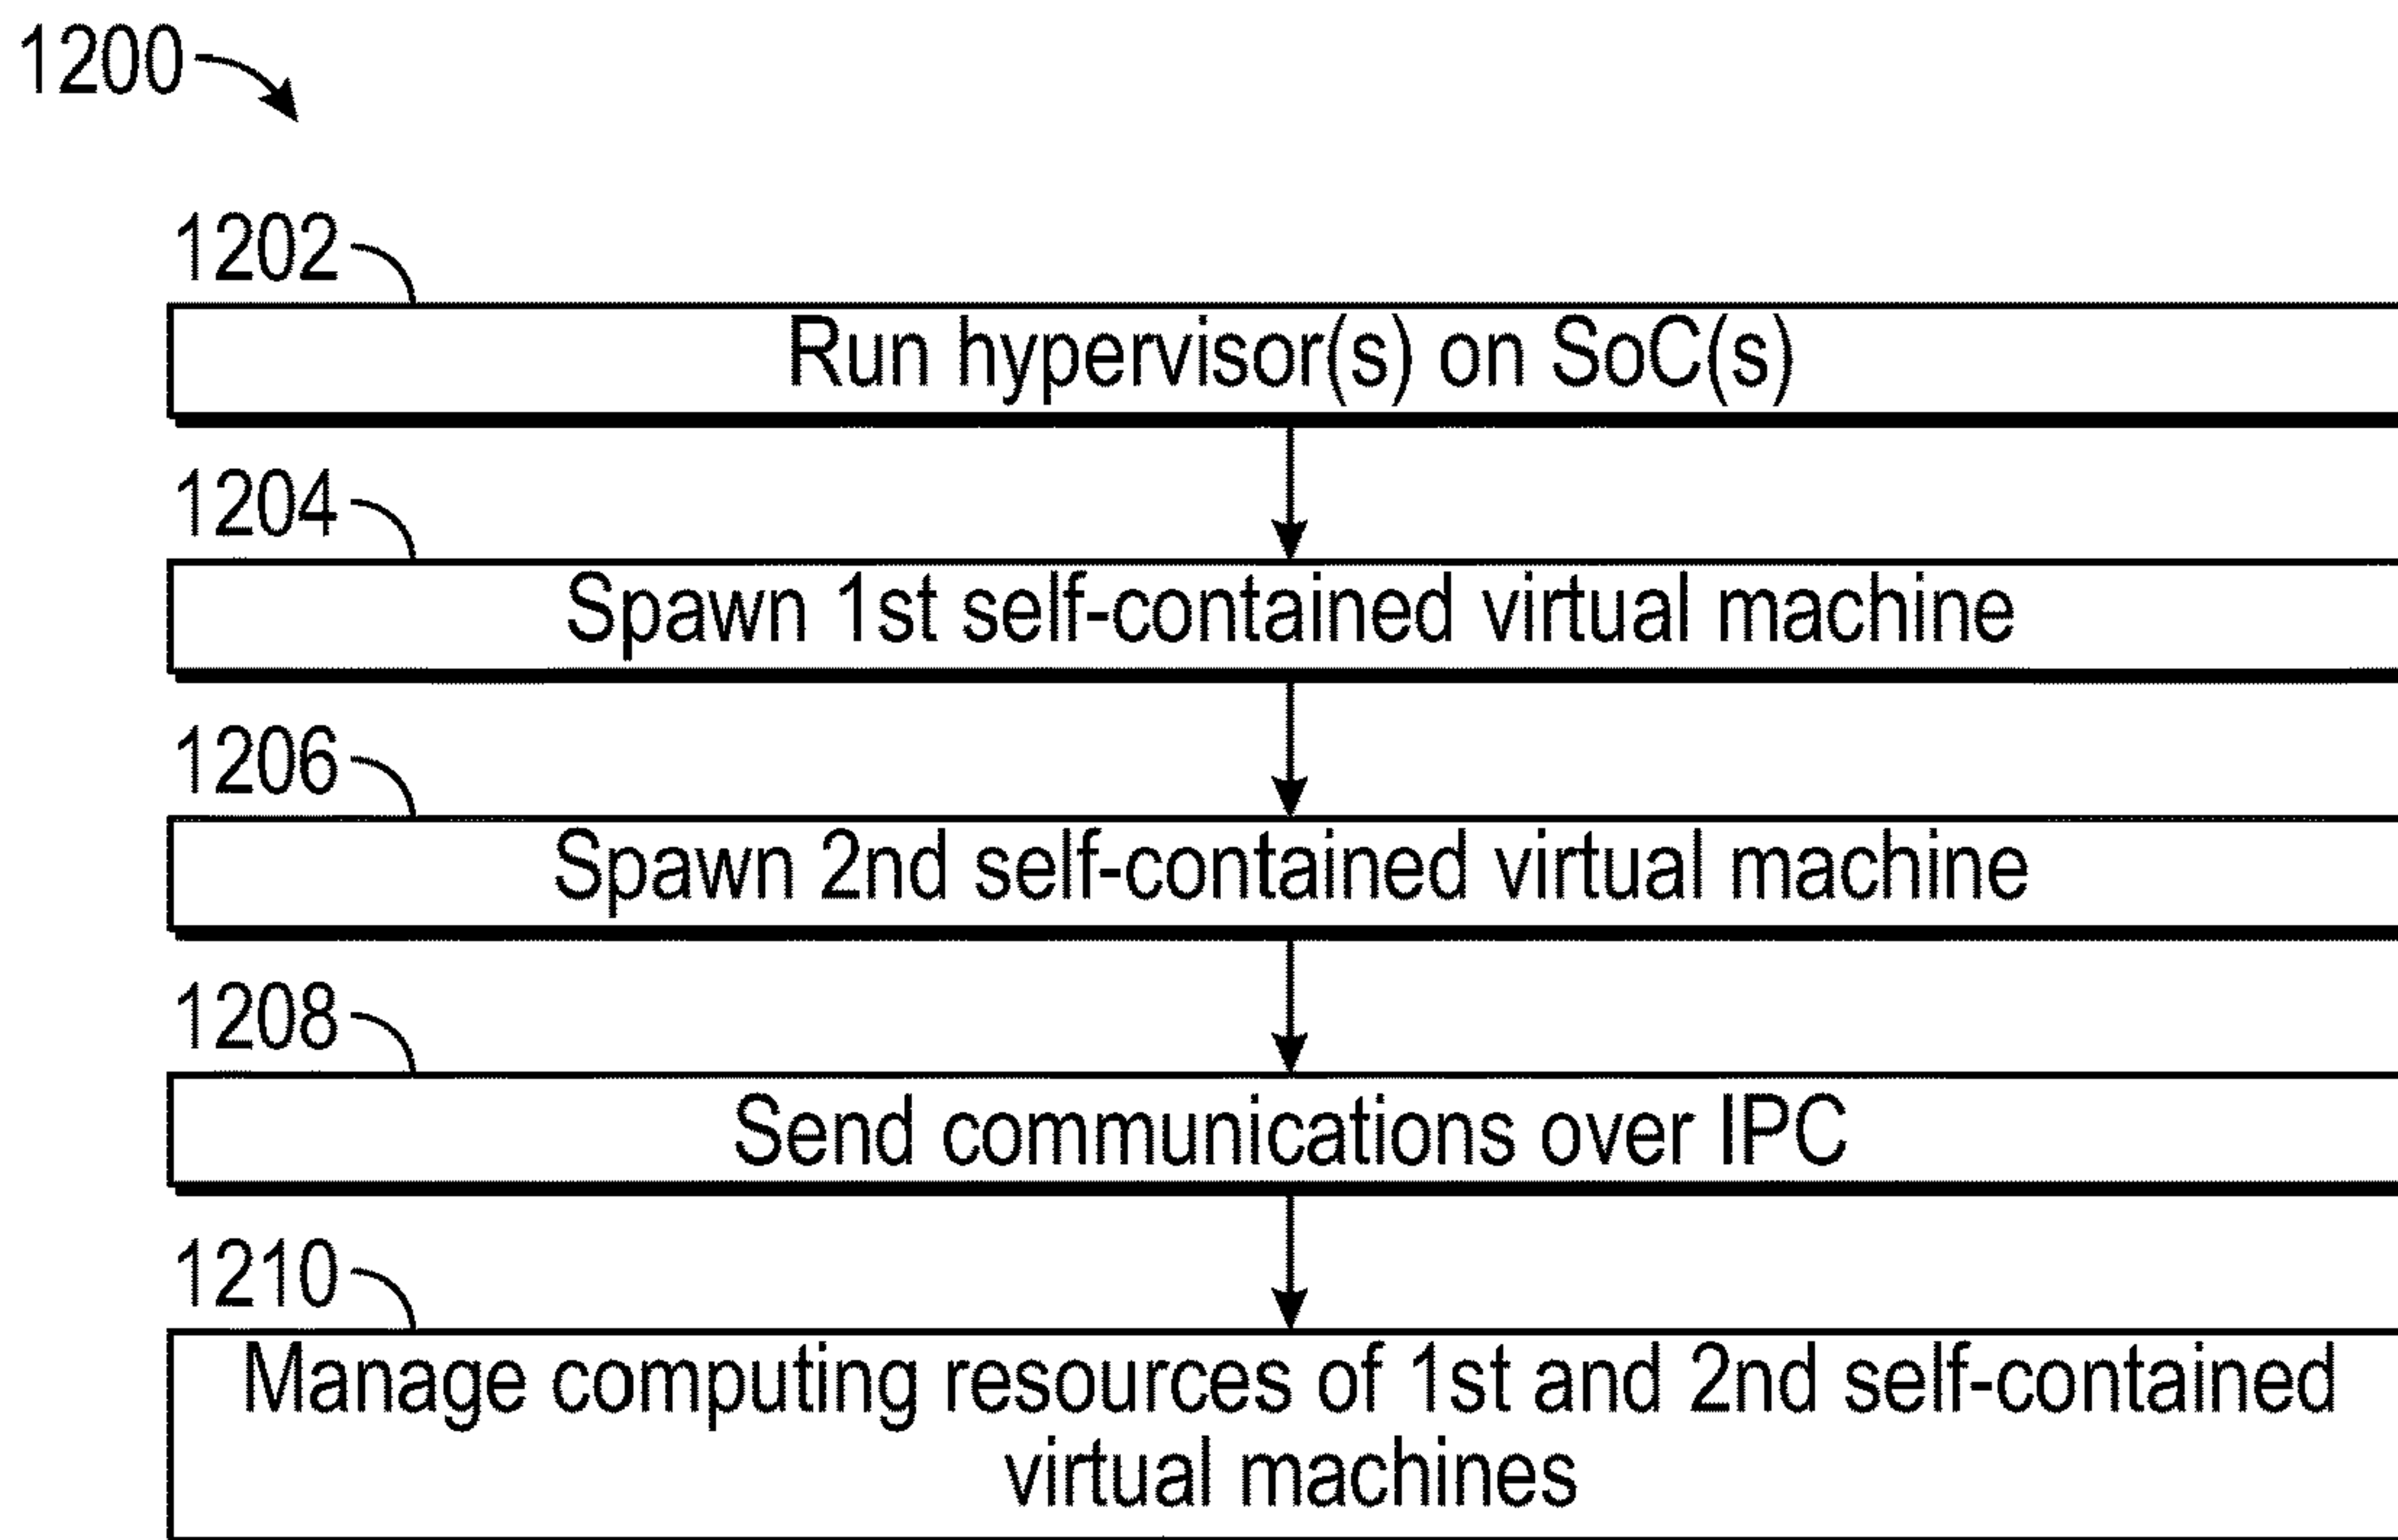 1200
1202
Run hypervisor(s) on SoC(s)
1204
Spawn 1st self-contained virtual machine
1206
Spawn 2nd self-contained virtual machine
1208
Send communications over IPC
1210
Manage computing resources of 1st and 2nd self-contained
virtual machines